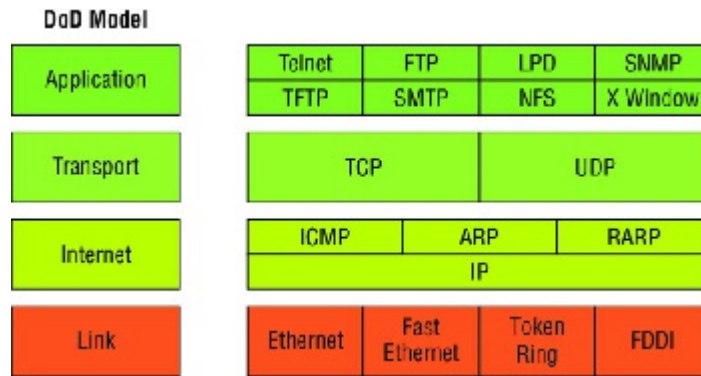 DoD Model
Application
Telnet FTP LPD SNMP
TFTP SMTP NFS X Window
Transport
TCP UDP
Internet
ICMP ARP RARP
IP
Link
Ethernet Fast Ethernet Token Ring FDDI